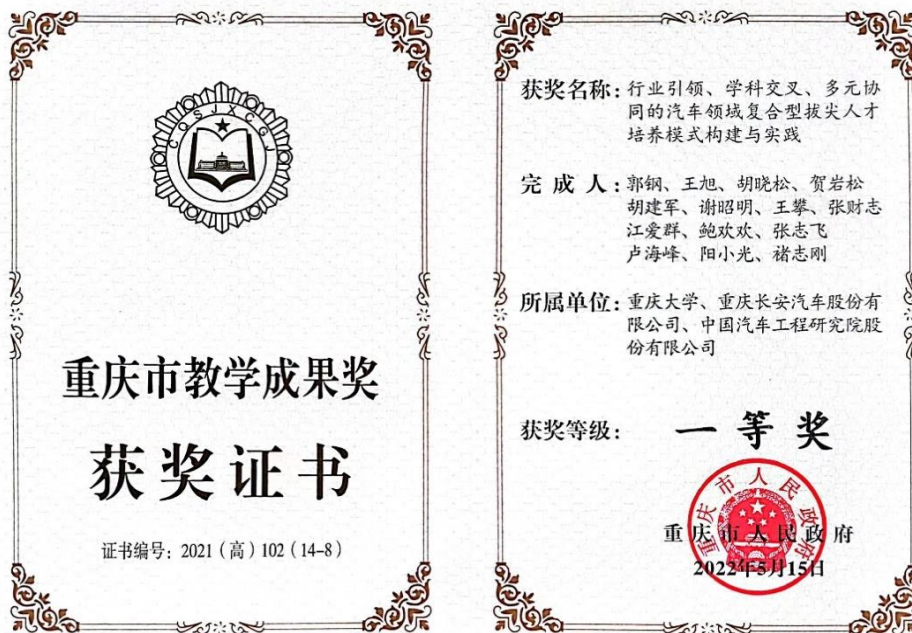 CQSJXCGJ
重庆市教学成果奖
获奖证书
证书编号：2021（高）102（14-8）
获奖名称：行业引领、学科交叉、多元协
同的汽车领域复合型拔尖人才
培养模式构建与实践
完成人：郭钢、王旭、胡晓松、贺岩松
胡建军、谢昭明、王攀、张财志
江爱群、鲍欢欢、张志飞
卢海峰、阳小光、褚志刚
所属单位：重庆大学、重庆长安汽车股份有
限公司、中国汽车工程研究院股
份有限公司
获奖等级：一等奖
重庆市人民政府
重庆市人民政府
2022年5月15日